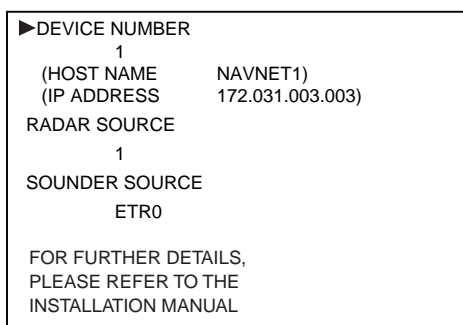 ▶DEVICE NUMBER
1
(HOST NAME NAVNET1)
(IP ADDRESS 172.031.003.003)
RADAR SOURCE
1
SOUNDER SOURCE
ETR0
FOR FURTHER DETAILS,
PLEASE REFER TO THE
INSTALLATION MANUAL